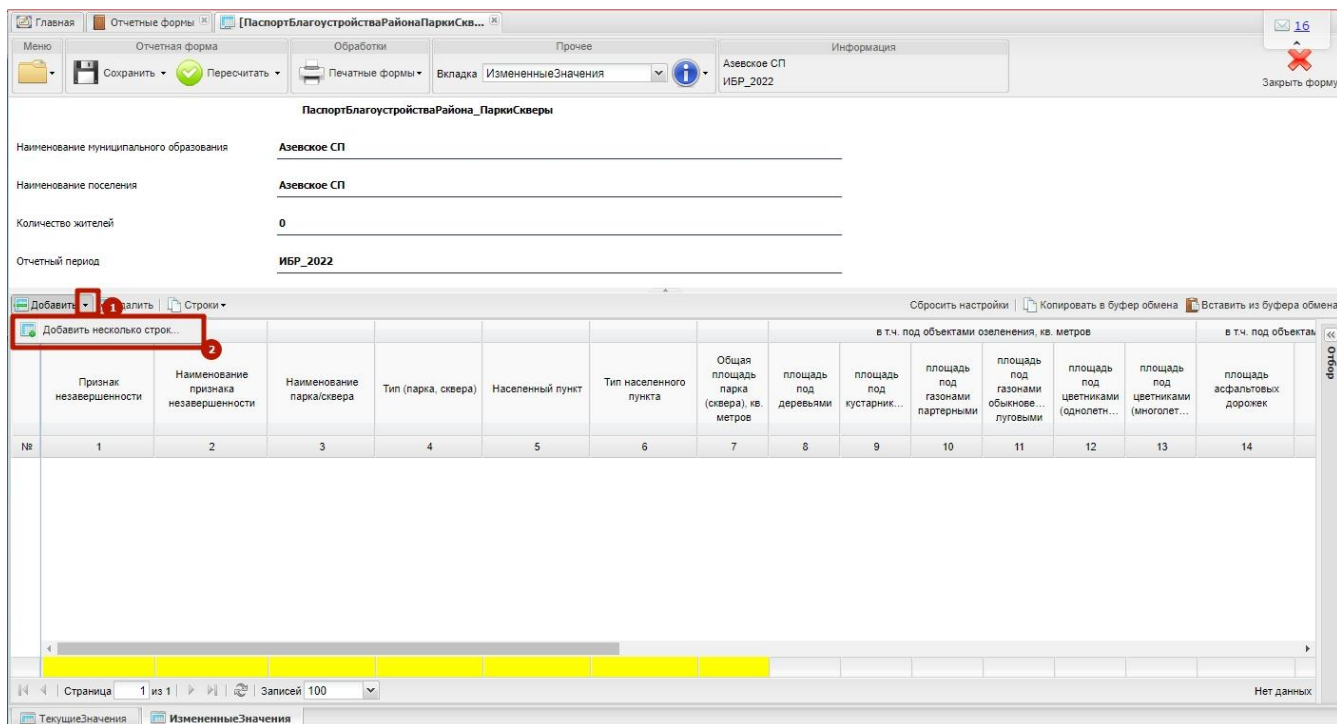 Главная
Отчетные формы
[ПаспортБлагоустройстваРайонаПаркиСкв...
16
Меню
Отчетная форма
Обработки
Прочее
Информация
Сохранить
Пересчитать
Печатные формы
Вкладка
ИзмененныеЗначения
Азевское СП
ИБР_2022
Закрыть форму
ПаспортБлагоустройстваРайона_ПаркиСкверы
Наименование муниципального образования Азевское СП
Наименование поселения Азевское СП
Количество жителей 0
Отчетный период ИБР_2022
Добавить
1
Строки
Сбросить настройки
Копировать в буфер обмена
Вставить из буфера обмена
Добавить несколько строк...
2
в т.ч. под объектами озеленения, кв. метров
в т.ч. под объектам
Отбор
Признак незавершенности
Наименование признака незавершенности
Наименование парка/сквера
Тип (парка, сквера)
Населенный пункт
Тип населенного пункта
Общая площадь парка (сквера), кв. метров
площадь под деревьями
площадь под кустарник...
площадь под газонами партерными
площадь под газонами обыкнове... луговыми
площадь под цветниками (однолетн...
площадь под цветниками (многолет...
площадь асфальтовых дорожек
№ 1 2 3 4 5 6 7 8 9 10 11 12 13 14
Страница 1 из 1
Записей 100
Нет данных
ТекущиеЗначения
ИзмененныеЗначения